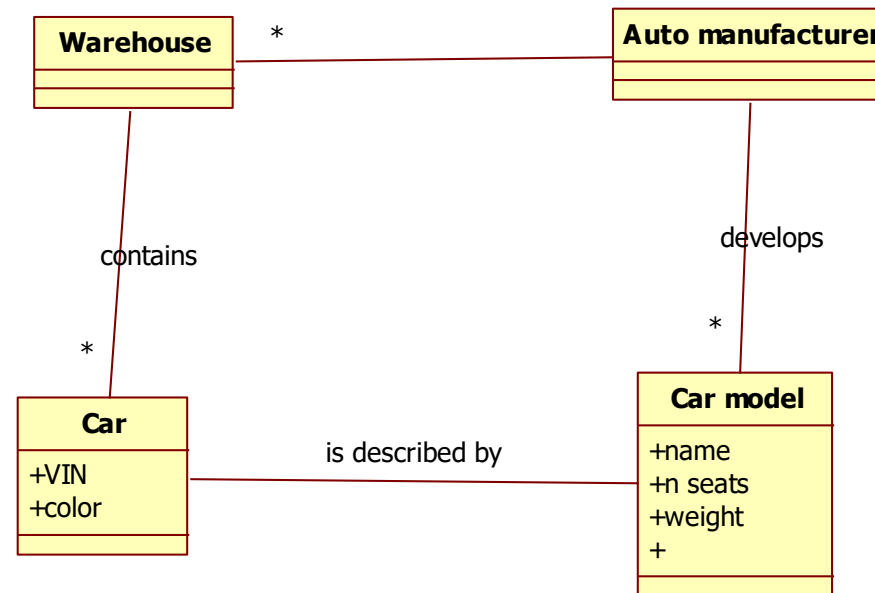 Warehouse
*
Auto manufacturer
contains
develops
*
*
Car
+VIN
+color
is described by
Car model
+name
+n seats
+weight
+